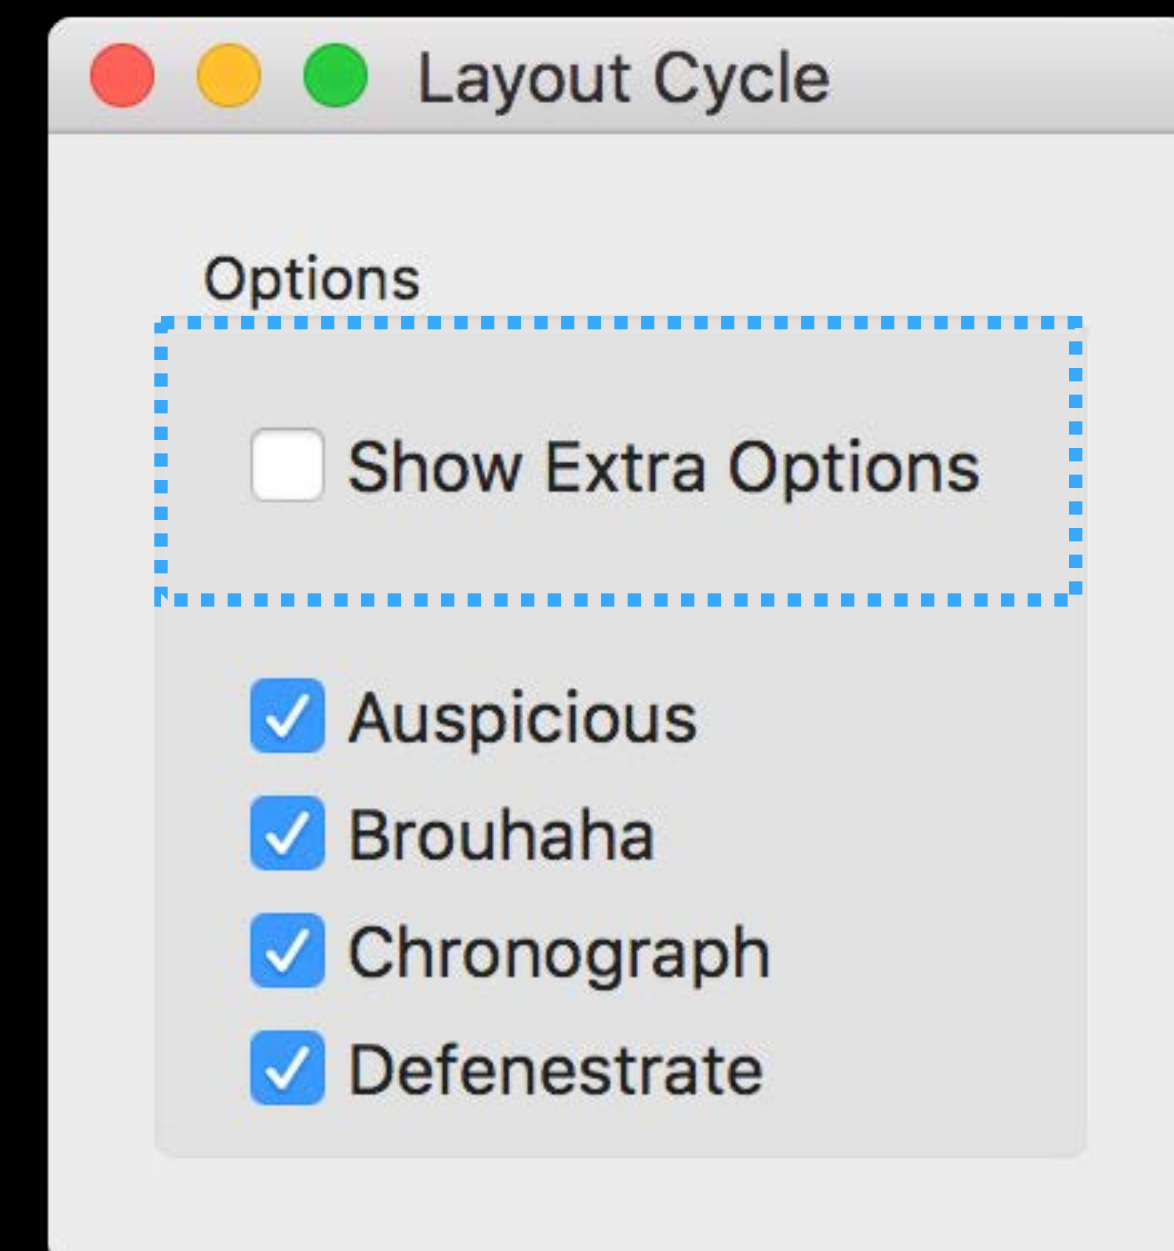 Layout Cycle
Options
Show Extra Options
Auspicious
Brouhaha
Chronograph
Defenestrate